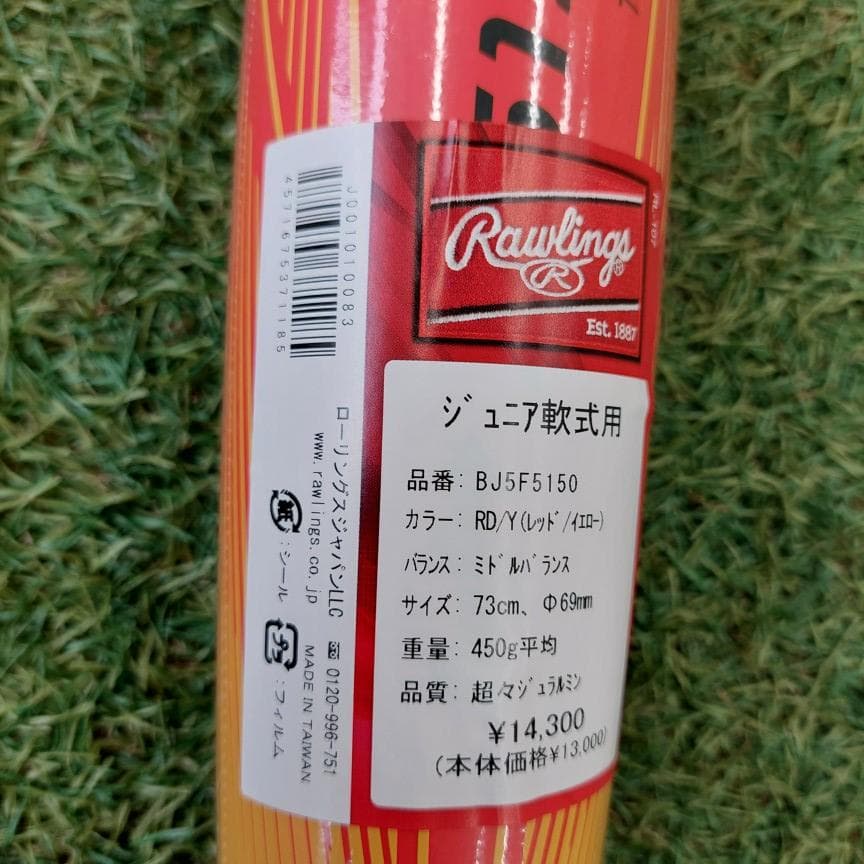 51
Rawlings
R
Est. 1887
ジュニア軟式用
品番: BJ5F5150
カラー: RD/Y(レッド/イエロー)
バランス: ミドルバランス
サイズ: 73cm、Φ69mm
重量: 450g平均
品質: 超々ジュラルミン
¥14,300
(本体価格¥13,000)
J001010083
4571675371185
ローリングスジャパンLLC ☎ 0120-996-751
www.rawlings.co.jp MADE IN TAIWAN
紙 :シール プラ :フィルム